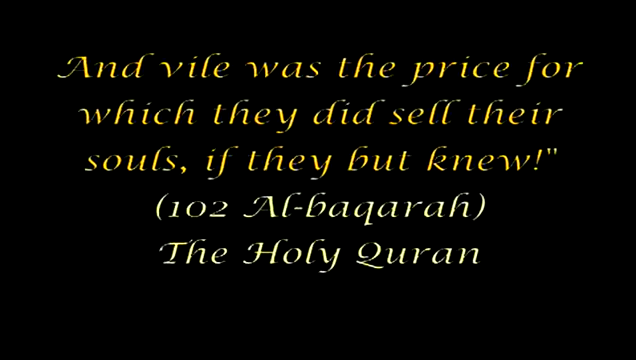 And vile was the price for
which they did sell their
souls, if they but knew!"
(102 Al-baqarah)
The Holy Quran